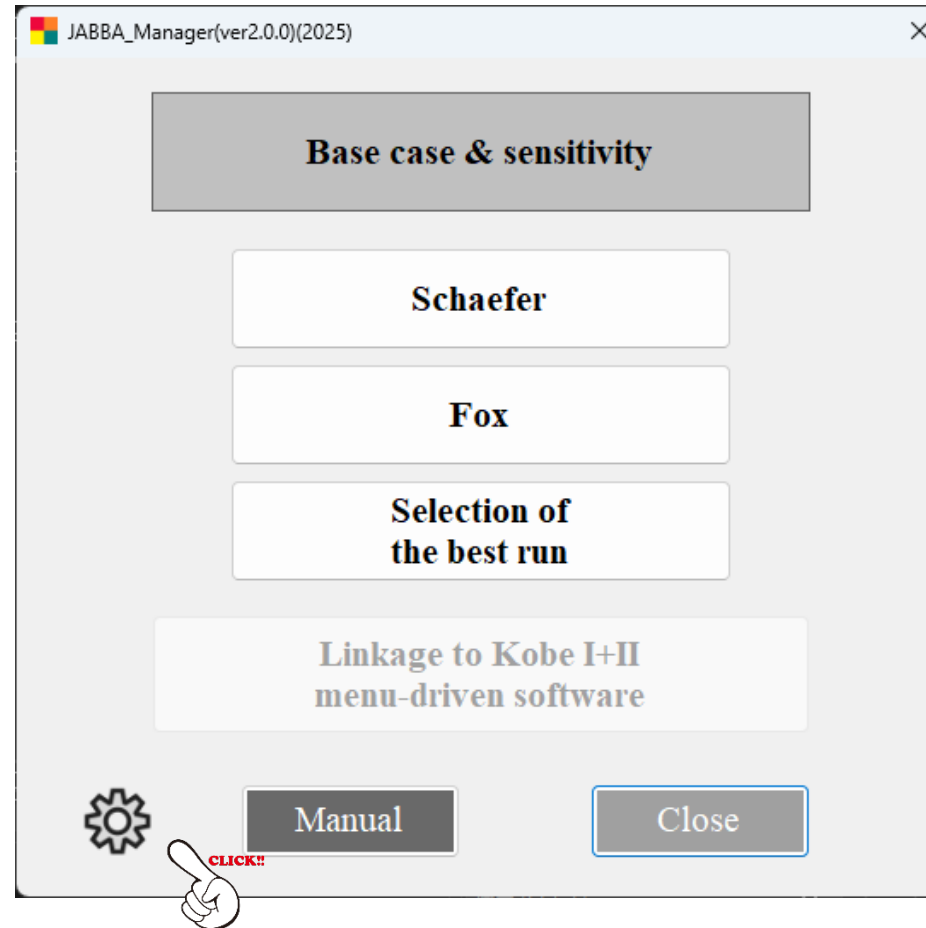 JABBA_Manager(ver2.0.0)(2025)
Base case & sensitivity
Schaefer
Fox
Selection of
the best run
Linkage to Kobe I+II
menu-driven software
Manual
Close
CLICK!!